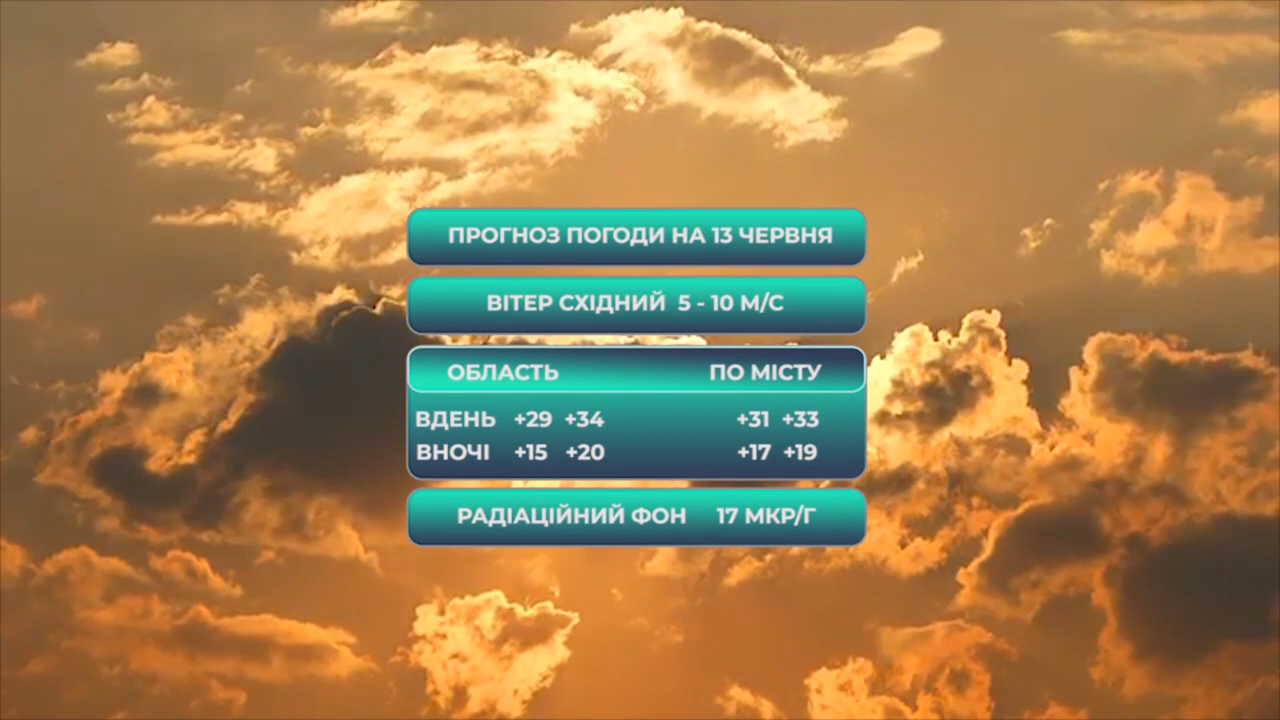 ПРОГНОЗ ПОГОДИ НА 13 ЧЕРВНЯ
ВІТЕР СХІДНИЙ 5 - 10 М/С
ОБЛАСТЬ ПО МІСТУ
ВДЕНЬ +29 +34 +31 +33
ВНОЧІ +15 +20 +17 +19
РАДІАЦІЙНИЙ ФОН 17 МКР/Г